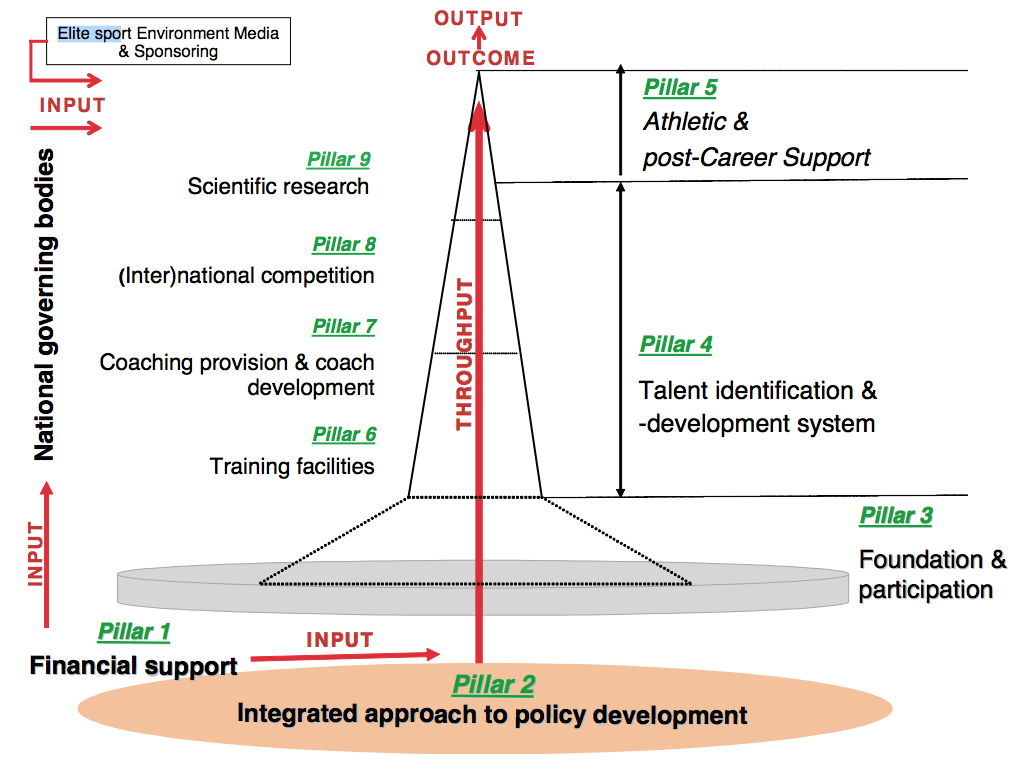 OUTPUT
Elite sport Environment Media
& Sponsoring
OUTCOME
INPUT
Pillar 5
Athletic &
post-Career Support
Pillar 9
Scientific research
National governing bodies
Pillar 8
(Inter)national competition
THROUGHPUT
Pillar 7
Coaching provision & coach
development
Pillar 4
Talent identification &
-development system
Pillar 6
Training facilities
Pillar 3
Foundation &
participation
INPUT
Pillar 1
Financial support
INPUT
Pillar 2
Integrated approach to policy development